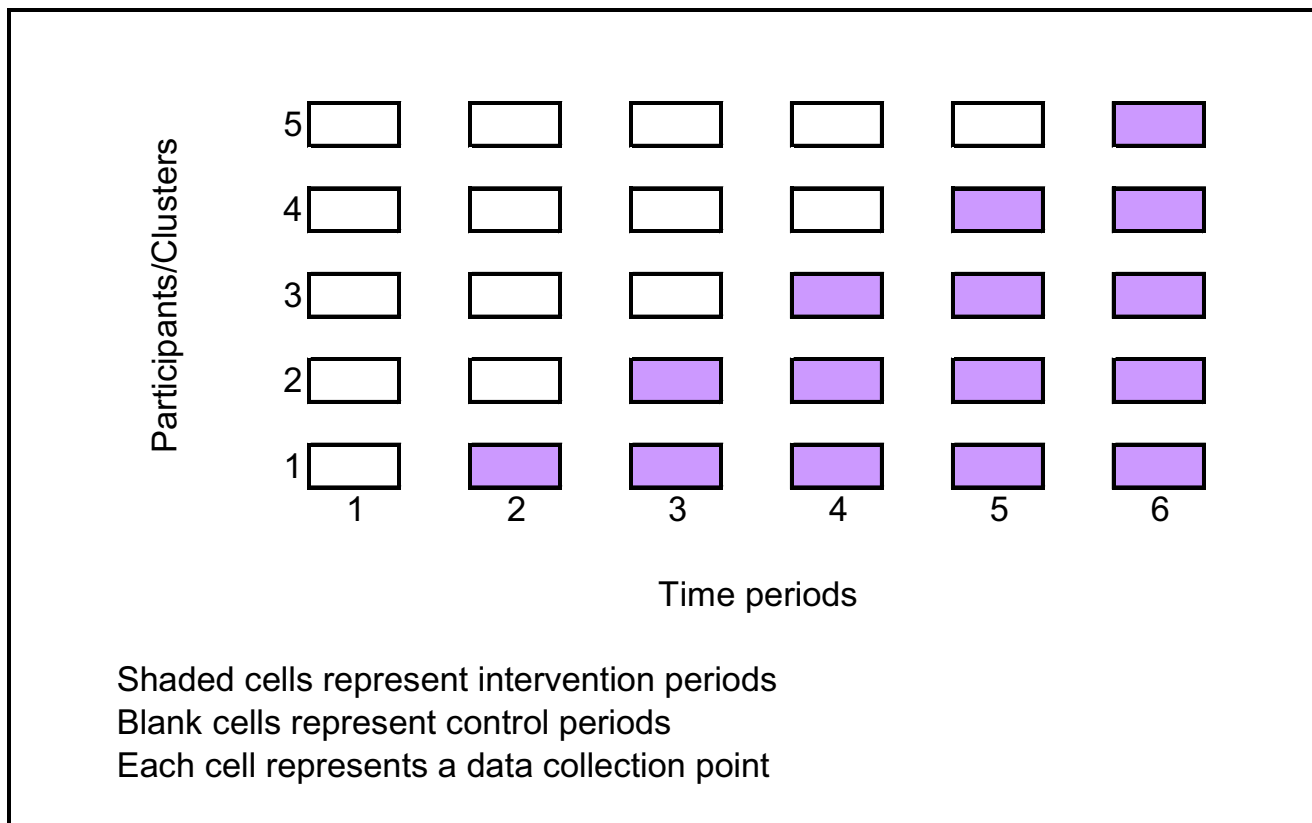 Participants/Clusters
5
4
3
2
1
1 2 3 4 5 6
Time periods
Shaded cells represent intervention periods
Blank cells represent control periods
Each cell represents a data collection point